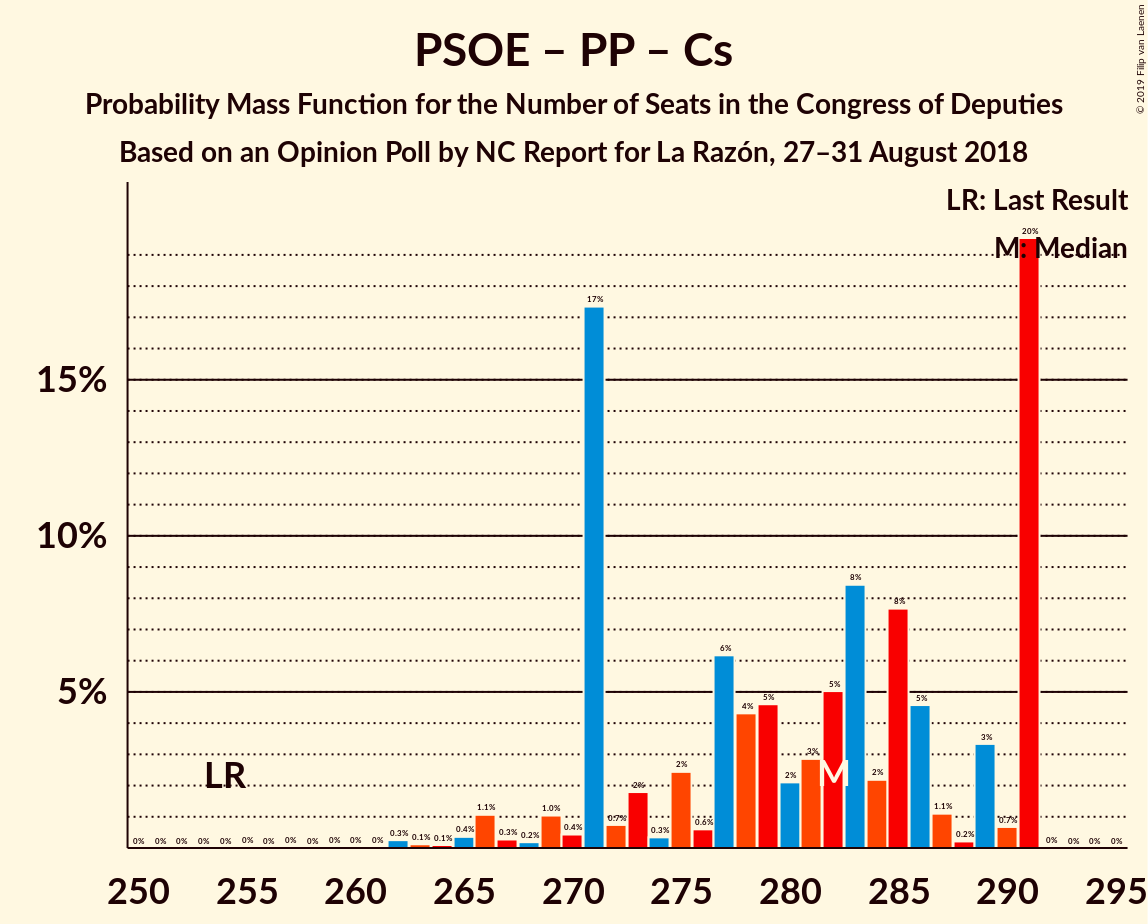 PSOE – PP – Cs
Probability Mass Function for the Number of Seats in the Congress of Deputies
Based on an Opinion Poll by NC Report for La Razón, 27–31 August 2018
© 2019 Filip van Laenen
LR: Last Result
M: Median
15%
10%
5%
LR
M
0% 0% 0% 0% 0% 0% 0% 0% 0% 0% 0% 0% 0.3% 0.1% 0.1% 0.4% 1.1% 0.3% 0.2% 1.0% 0.4% 17% 0.7% 2% 0.3% 2% 0.6% 6% 4% 5% 2% 3% 5% 8% 2% 8% 5% 1.1% 0.2% 3% 0.7% 20% 0% 0% 0% 0%
250 255 260 265 270 275 280 285 290 295